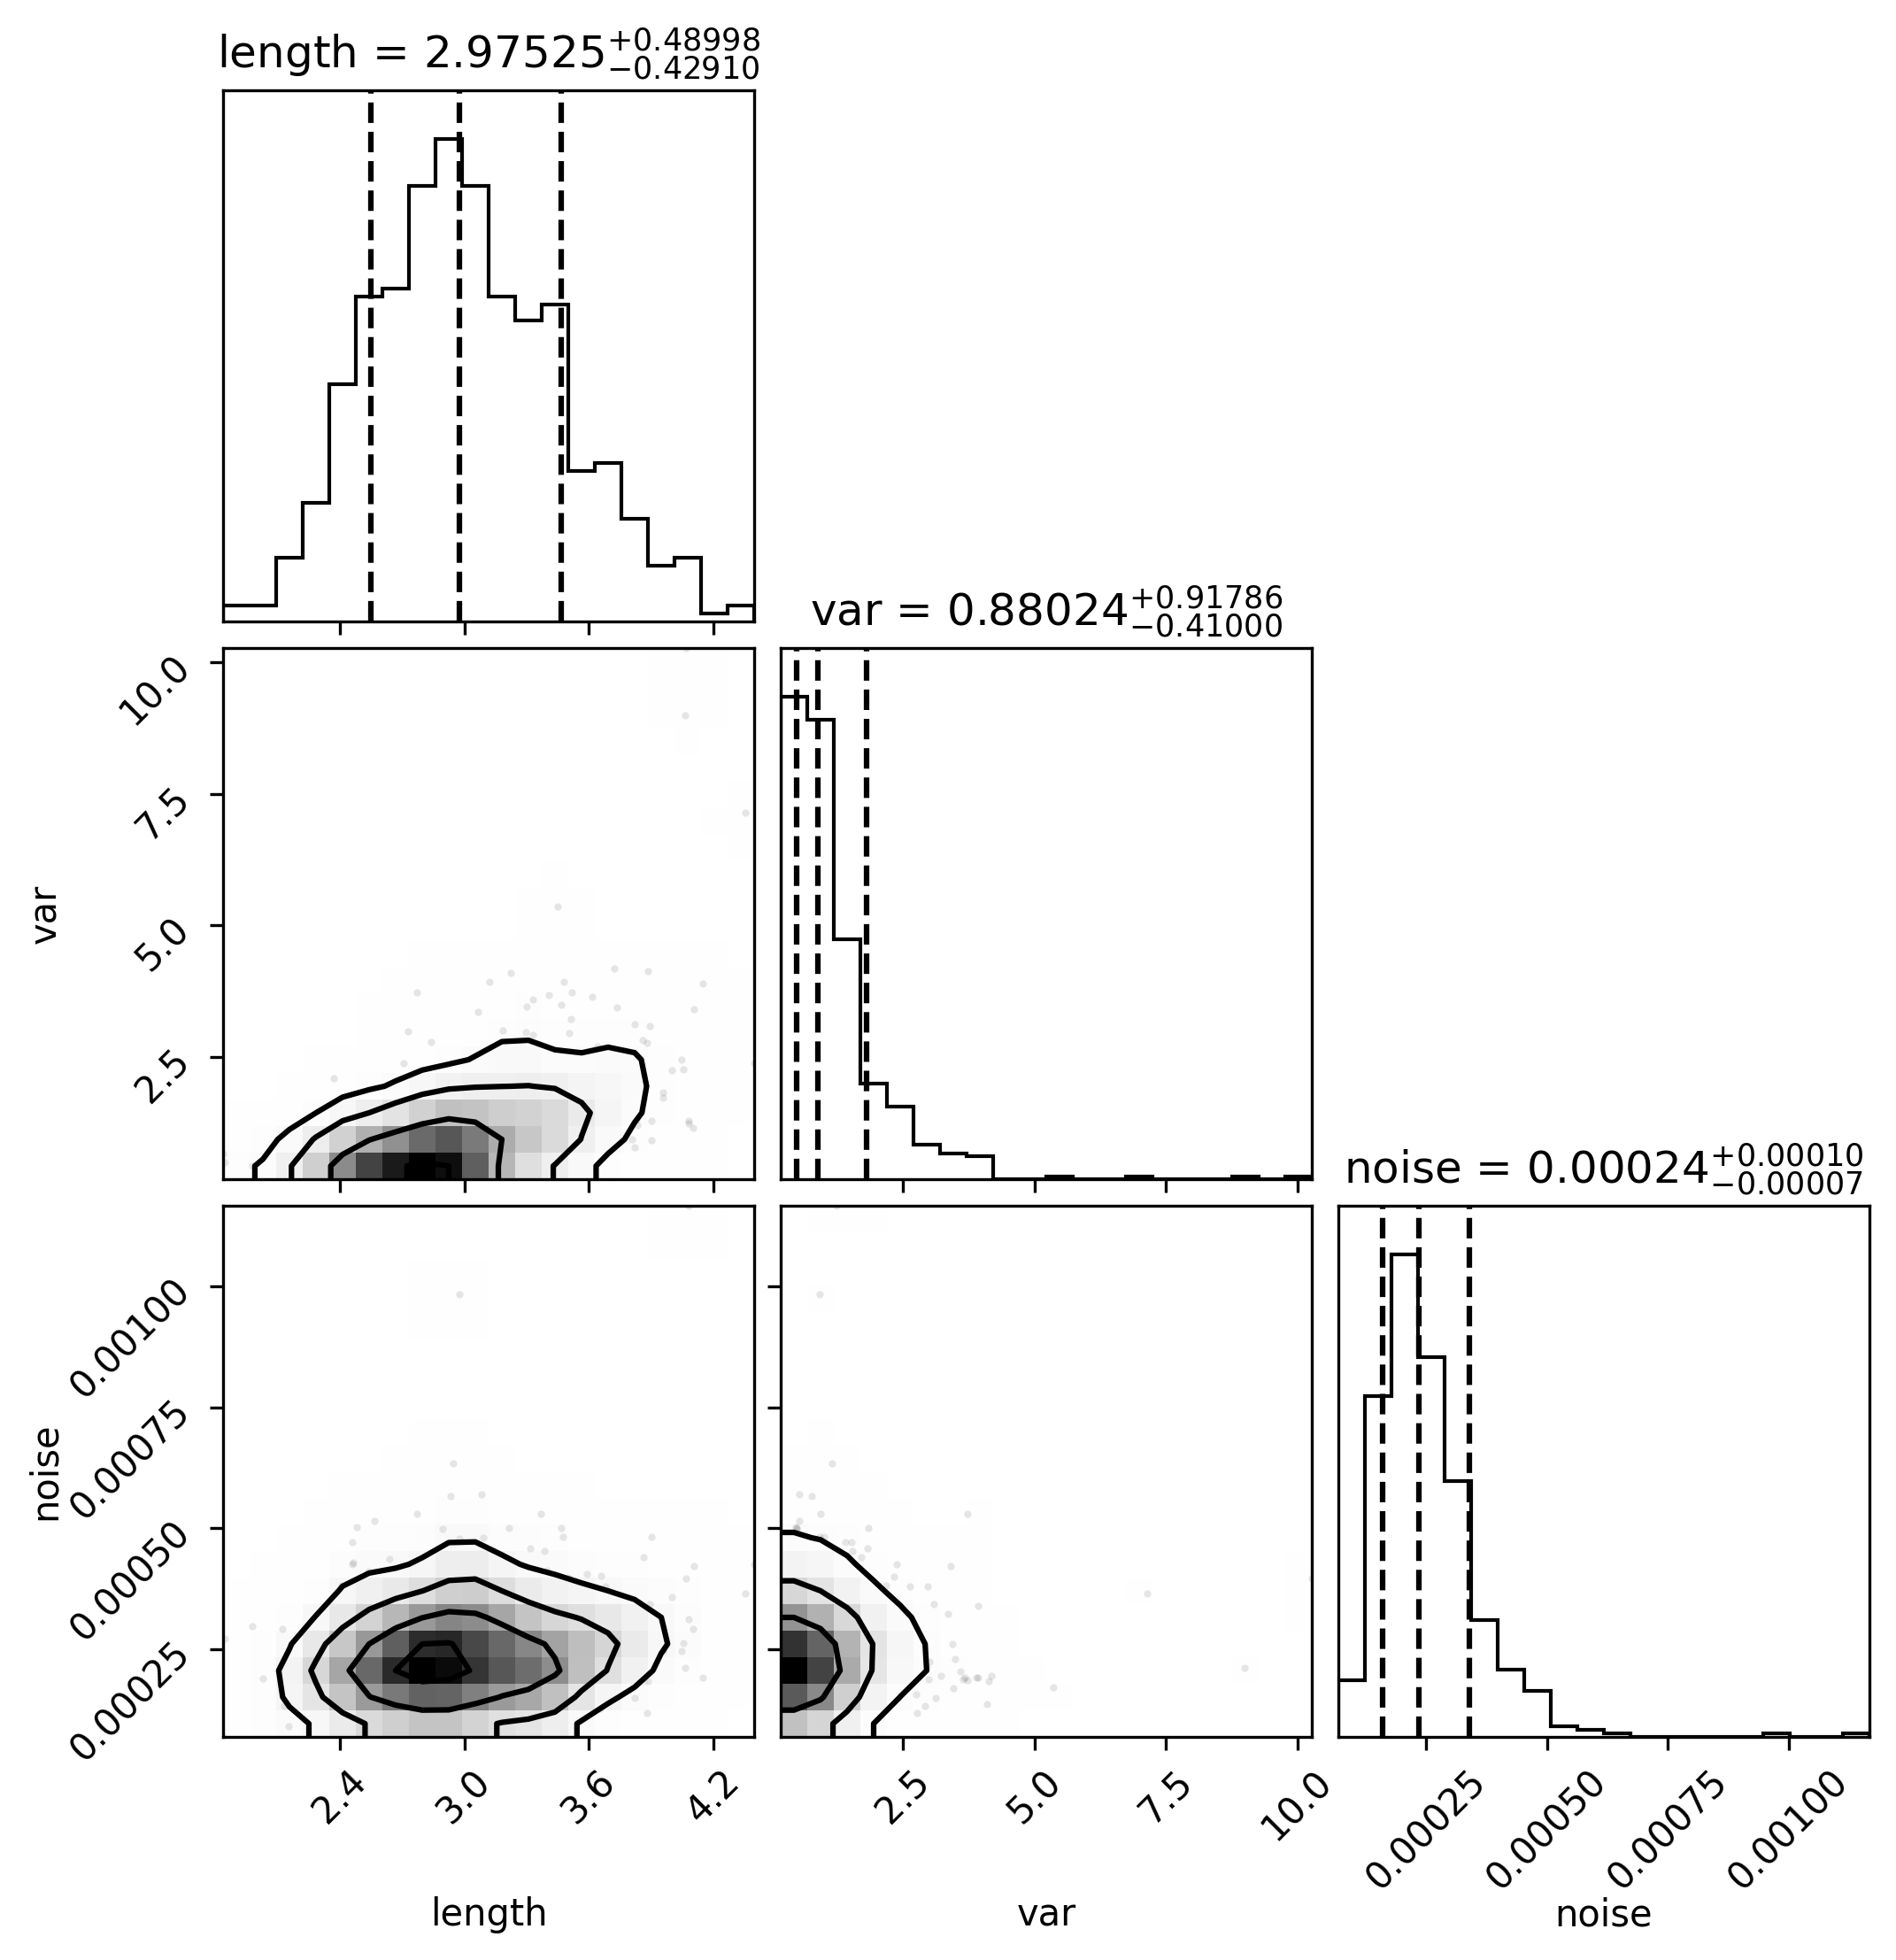 length = 2.97525+0.48998−0.42910
var = 0.88024+0.91786−0.41000
10.0
7.5
5.0
2.5
var
noise = 0.00024+0.00010−0.00007
0.00100
0.00075
0.00050
0.00025
noise
2.4 3.0 3.6 4.2
2.5 5.0 7.5 10.0
0.00025 0.00050 0.00075 0.00100
length var noise